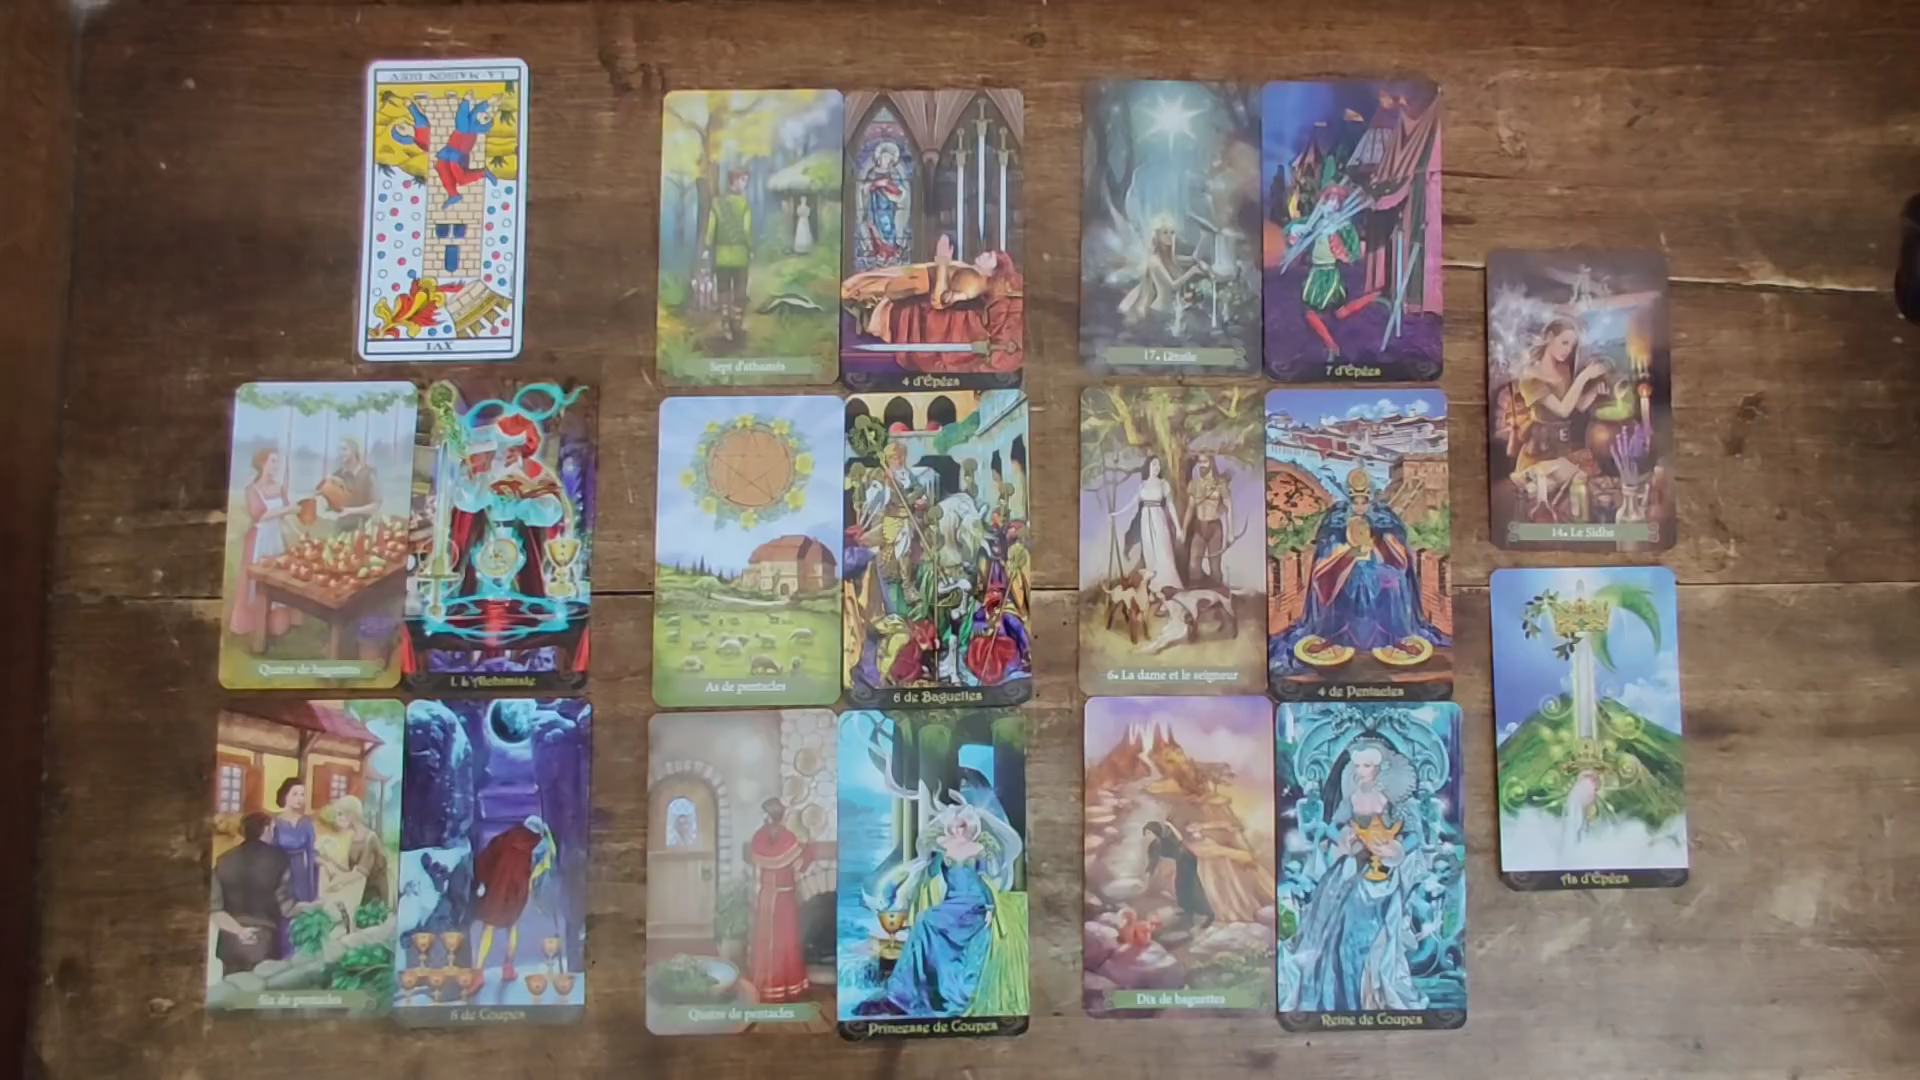 LA·MAISON DIEV
XVI
Sept d'athamés
4 d'Épées
17. L'étoile
7 d'Épées
14. Le Sidhe
Quatre de baguettes
1. L'Alchimiste
As de pentacles
6 de Baguettes
6. La dame et le seigneur
4 de Pentacles
As d'Épées
Six de pentacles
8 de Coupes
Quatre de pentacles
Princesse de Coupes
Dix de baguettes
Reine de Coupes